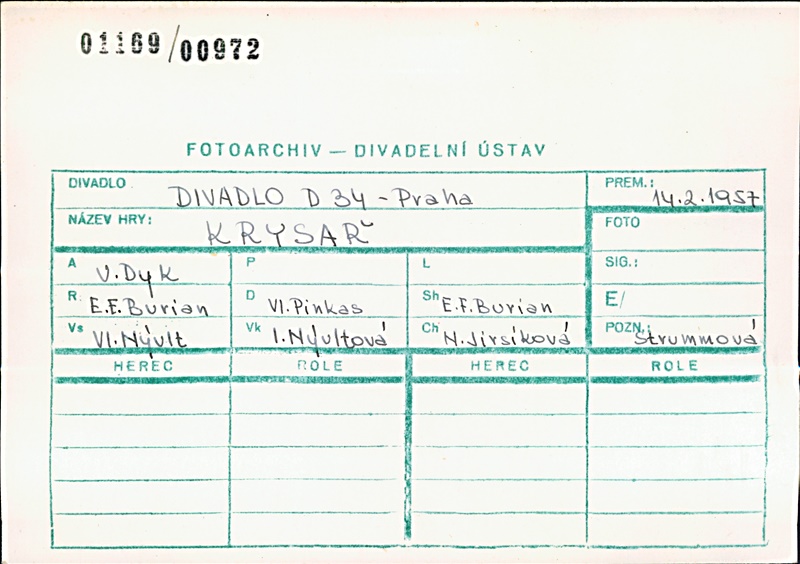 01169/00972
FOTOARCHIV — DIVADELNÍ ÚSTAV
DIVADLO DIVADLO D 34 - Praha
PREM.: 14.2.1957
NÁZEV HRY: KRYSAŘ
FOTO
A V. Dyk
P
L
SIG.:
R: E.F. Burian
D Vl. Pinkas
Sh E.F. Burian
E/
Vs Vl. Nývlt
Vk I. Nývltová
Ch N. Jirsíková
POZN.: Strummová
HEREC
ROLE
HEREC
ROLE